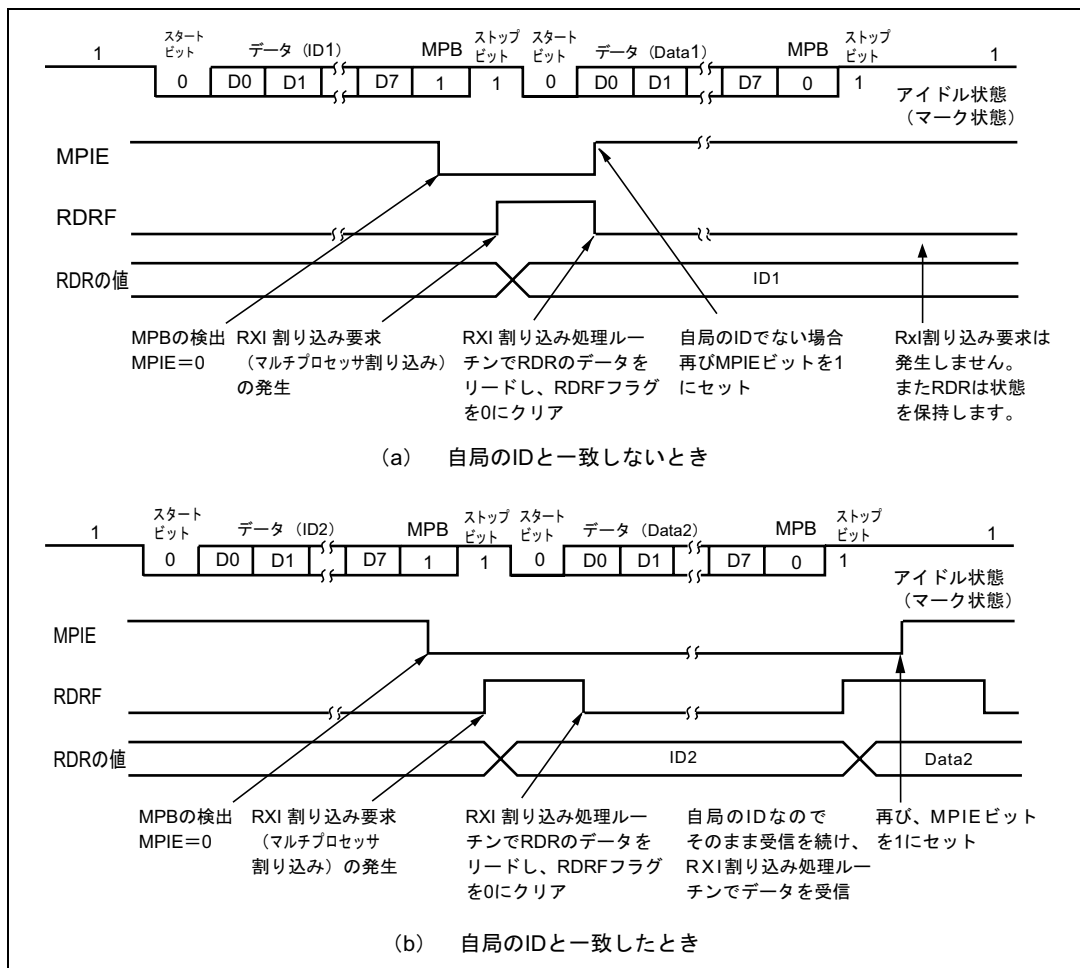 1 スタート ビット データ (ID1) MPB ストップ ビット スタート ビット データ (Data1) MPB ストップ ビット 1
0 D0 D1 D7 1 1 0 D0 D1 D7 0 1
アイドル状態
(マーク状態)
MPIE
RDRF
RDRの値 ID1
MPBの検出
MPIE=0
RXI 割り込み要求
(マルチプロセッサ割り込み)
の発生
RXI 割り込み処理ルー
チンでRDRのデータを
リードし、RDRFフラグ
を0にクリア
自局のIDでない場合
再びMPIEビットを1
にセット
RxI割り込み要求は
発生しません。
またRDRは状態
を保持します。
(a) 自局のIDと一致しないとき
1 スタート ビット データ (ID2) MPB ストップ ビット スタート ビット データ (Data2) MPB ストップ ビット 1
0 D0 D1 D7 1 1 0 D0 D1 D7 0 1
アイドル状態
(マーク状態)
MPIE
RDRF
RDRの値 ID2 Data2
MPBの検出
MPIE=0
RXI 割り込み要求
(マルチプロセッサ
割り込み) の発生
RXI 割り込み処理ルー
チンでRDRのデータを
リードし、RDRFフラグ
を0にクリア
自局のIDなので
そのまま受信を続け、
RXI割り込み処理ルー
チンでデータを受信
再び、MPIEビット
を1にセット
(b) 自局のIDと一致したとき